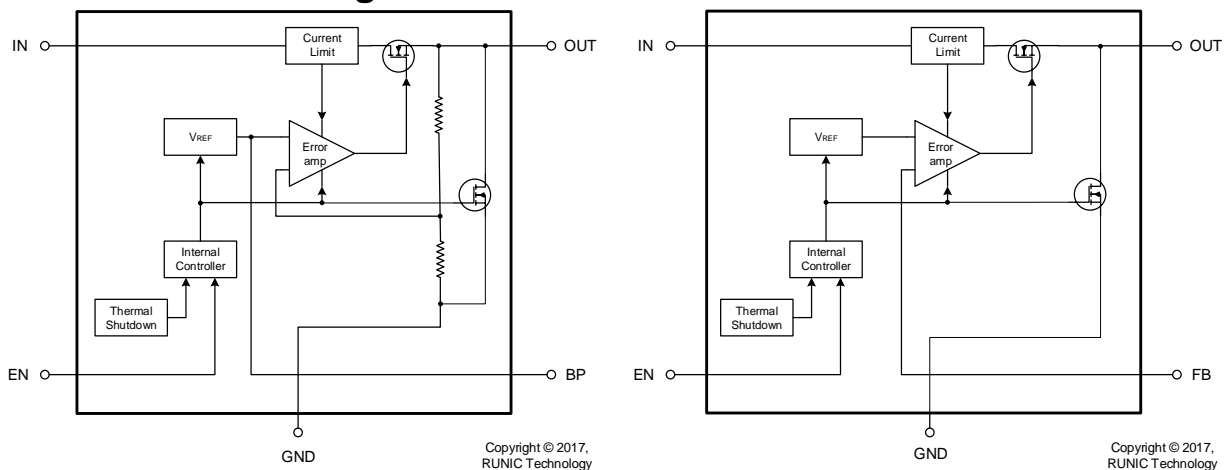 IN
Current
Limit
OUT
VREF
Error
amp
Internal
Controller
Thermal
Shutdown
EN
BP
GND
Copyright © 2017,
RUNIC Technology
IN
Current
Limit
OUT
VREF
Error
amp
Internal
Controller
Thermal
Shutdown
EN
FB
GND
Copyright © 2017,
RUNIC Technology